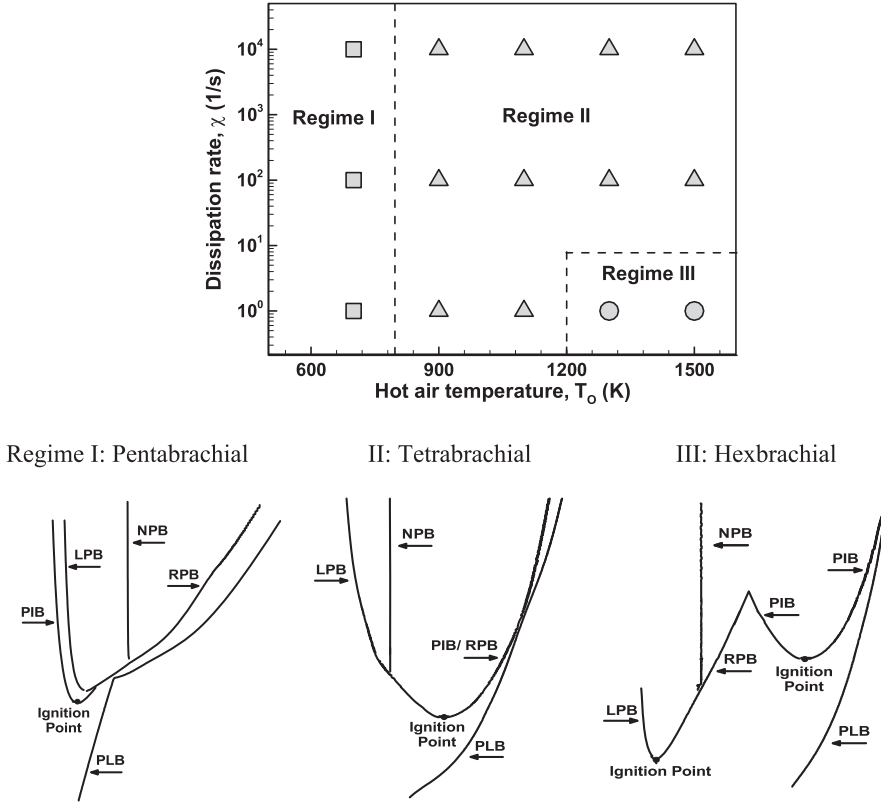 Dissipation rate, χ (1/s)
10⁴
10³
10²
10¹
10⁰
Regime I
Regime II
Regime III
600
900
1200
1500
Hot air temperature, Tₒ (K)
Regime I: Pentabrachial
II: Tetrabrachial
III: Hexbrachial
LPB
NPB
RPB
PIB
Ignition
Point
PLB
LPB
NPB
PIB/ RPB
Ignition
Point
PLB
NPB
PIB
PIB
RPB
Ignition
Point
LPB
PLB
Ignition Point